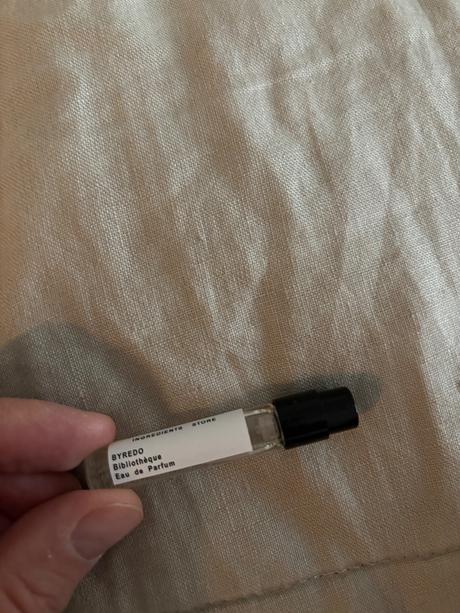 INGREDIENTS STORE
BYREDO
Bibliothèque
Eau de Parfum